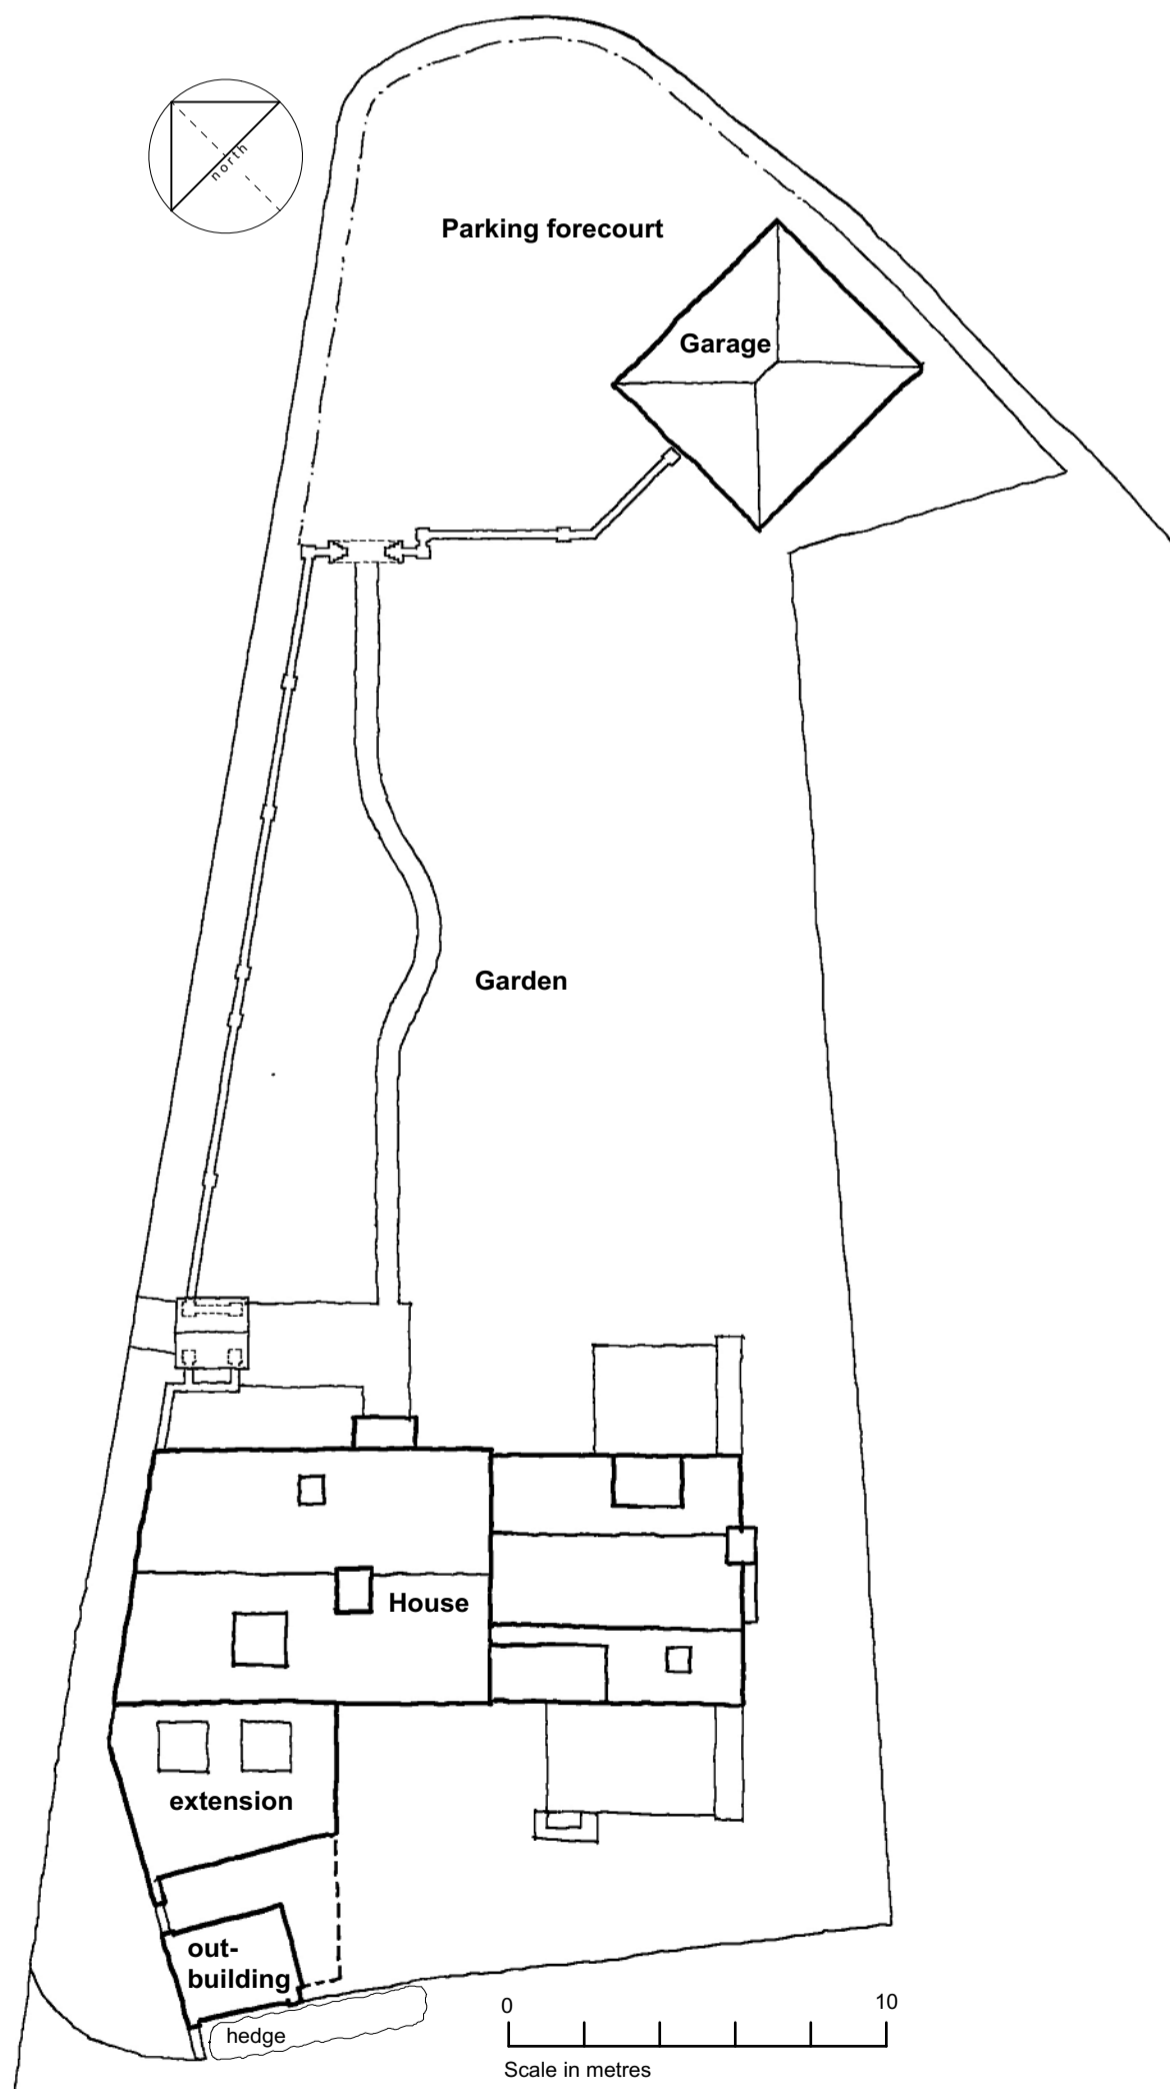 north
Parking forecourt
Garage
Garden
House
extension
out-
building
hedge
0 10
Scale in metres